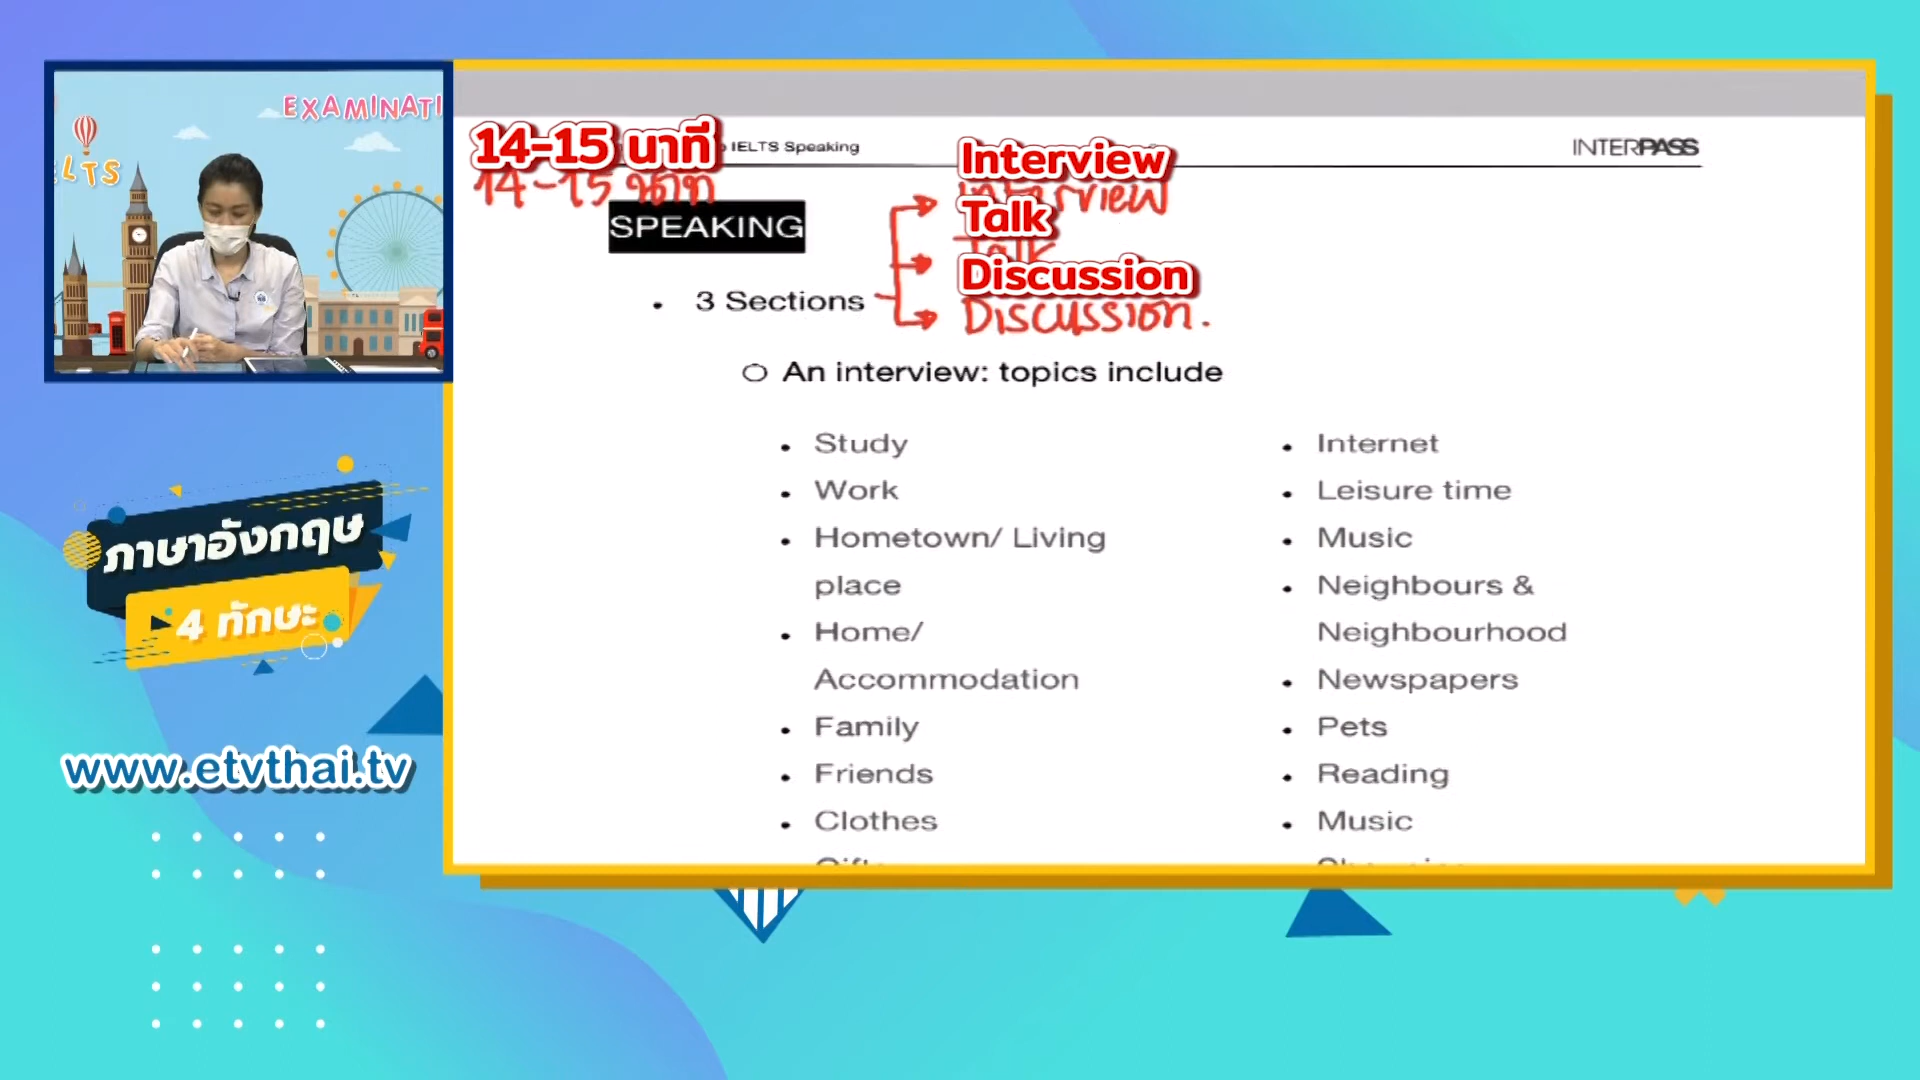 EXAMINATI
ELTS
14-15 นาที
IELTS Speaking
INTERPASS
14-15 นาที
SPEAKING
Interview
Interview
Talk
Talk
Discussion
Discussion.
• 3 Sections
An interview: topics include
• Study
• Work
• Hometown/ Living
place
• Home/
Accommodation
• Family
• Friends
• Clothes
• Internet
• Leisure time
• Music
• Neighbours &
Neighbourhood
• Newspapers
• Pets
• Reading
• Music
ภาษาอังกฤษ
4 ทักษะ
www.etvthai.tv